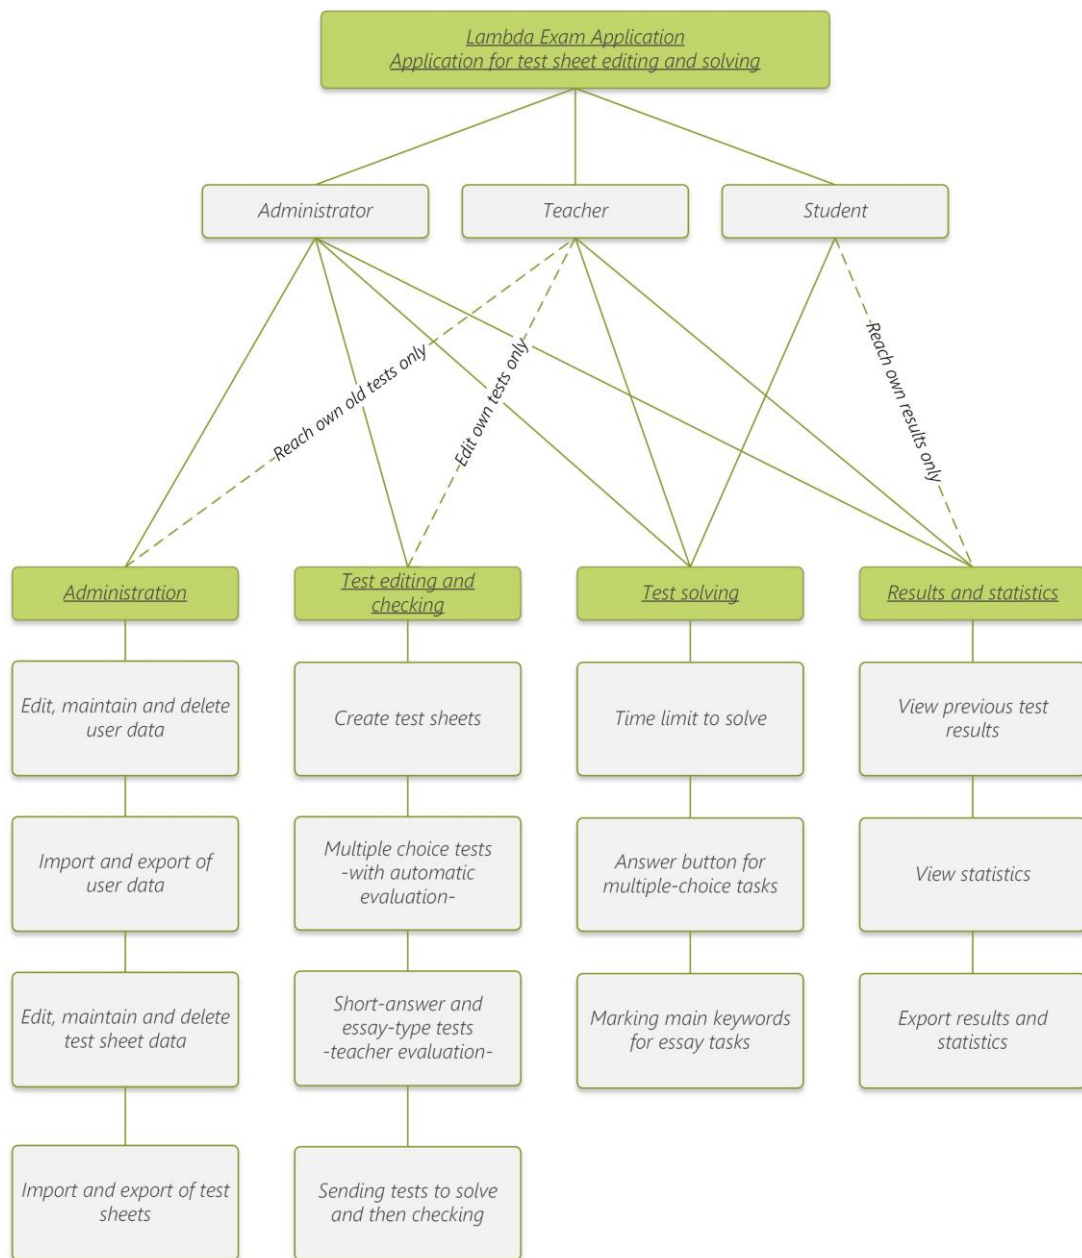 Lambda Exam Application
Application for test sheet editing and solving
Administrator
Teacher
Student
Reach own old tests only
Edit own tests only
Reach own results only
Administration
Test editing and
checking
Test solving
Results and statistics
Edit, maintain and delete
user data
Create test sheets
Time limit to solve
View previous test
results
Import and export of
user data
Multiple choice tests
-with automatic
evaluation-
Answer button for
multiple-choice tasks
View statistics
Edit, maintain and delete
test sheet data
Short-answer and
essay-type tests
-teacher evaluation-
Marking main keywords
for essay tasks
Export results and
statistics
Import and export of test
sheets
Sending tests to solve
and then checking